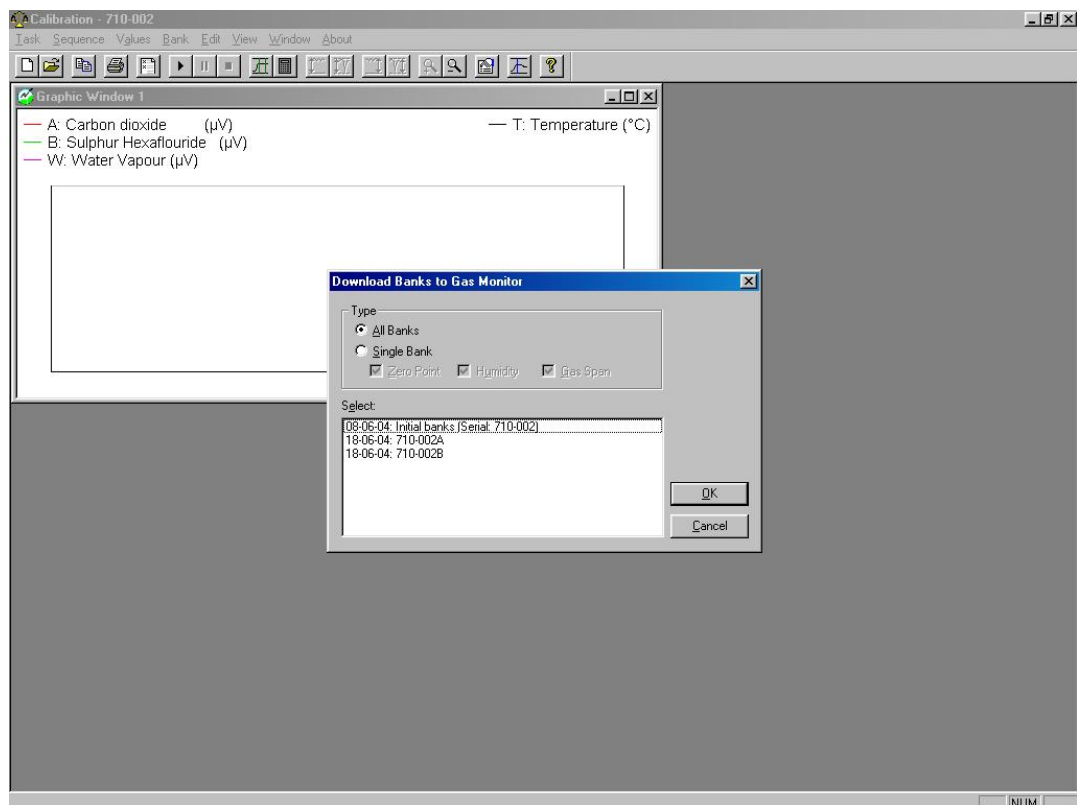 Calibration - 710-002
Task Sequence Values Bank Edit View Window About
Graphic Window 1
A: Carbon dioxide (µV)
T: Temperature (°C)
B: Sulphur Hexaflouride (µV)
W: Water Vapour (µV)
Download Banks to Gas Monitor
Type
All Banks
Single Bank
Zero Point Humidity Gas Span
Select:
08-06-04: Initial banks (Serial: 710-002)
18-06-04: 710-002A
18-06-04: 710-002B
OK
Cancel
NUM